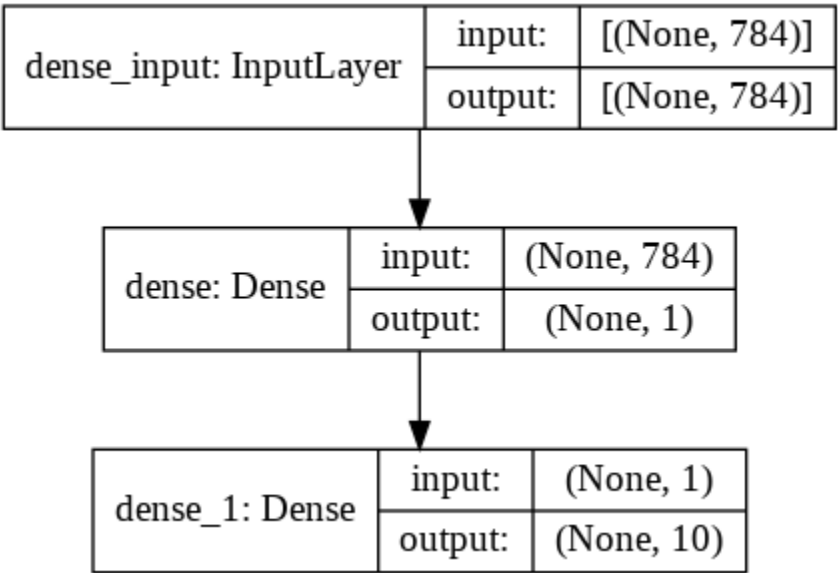 dense_input: InputLayer
input:
[(None, 784)]
output:
[(None, 784)]
dense: Dense
input:
(None, 784)
output:
(None, 1)
dense_1: Dense
input:
(None, 1)
output:
(None, 10)